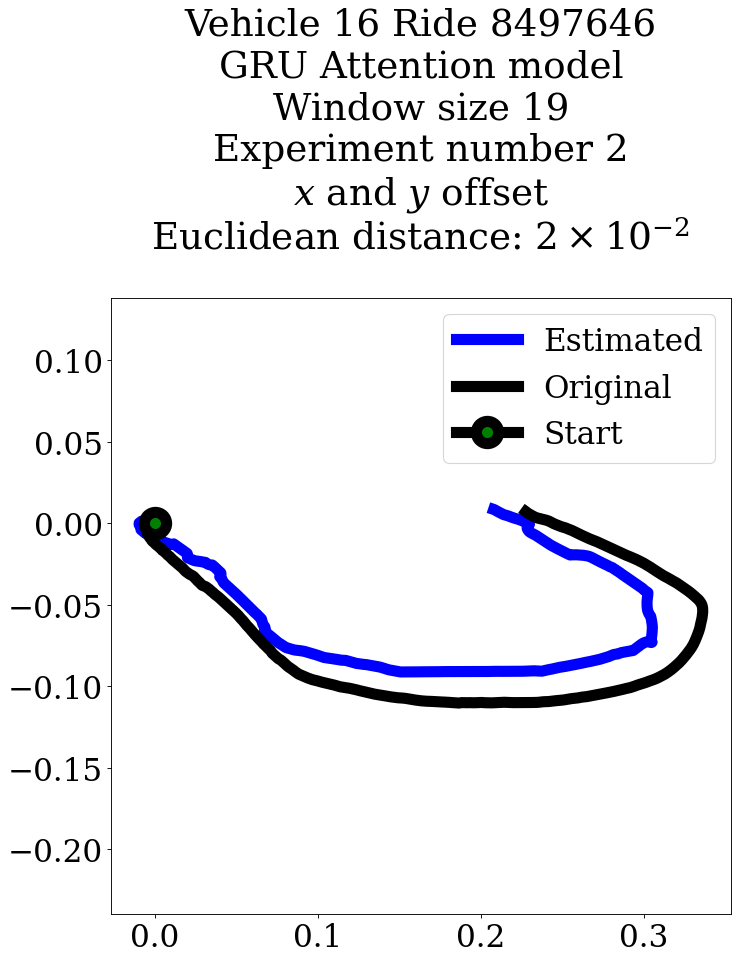 Vehicle 16 Ride 8497646
GRU Attention model
Window size 19
Experiment number 2
x and y offset
Euclidean distance: 2 × 10⁻²
Estimated
Original
Start
0.10
0.05
0.00
−0.05
−0.10
−0.15
−0.20
0.0 0.1 0.2 0.3